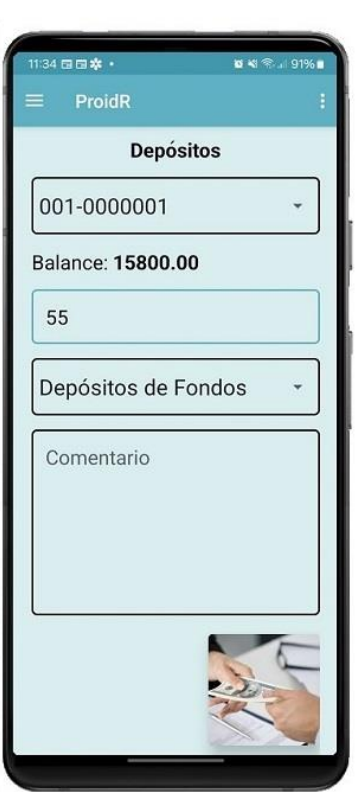 11:34
91%
ProidR
Depósitos
001-0000001
Balance: 15800.00
55
Depósitos de Fondos
Comentario